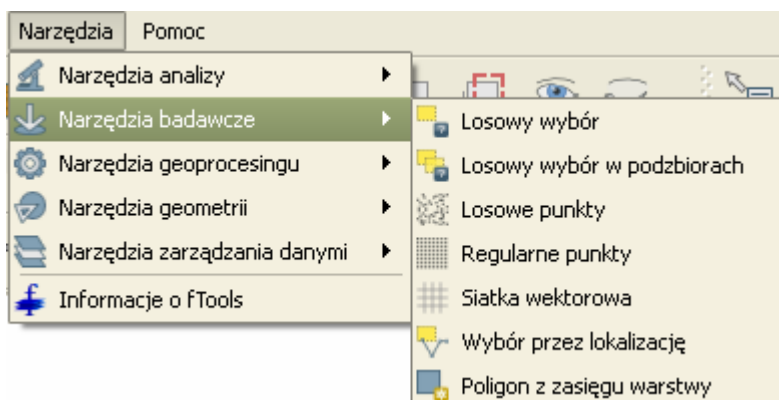 Narzędzia Pomoc
Narzędzia analizy
Narzędzia badawcze
Narzędzia geoprocesingu
Narzędzia geometrii
Narzędzia zarządzania danymi
Informacje o fTools
Losowy wybór
Losowy wybór w podzbiorach
Losowe punkty
Regularne punkty
Siatka wektorowa
Wybór przez lokalizację
Poligon z zasięgu warstwy